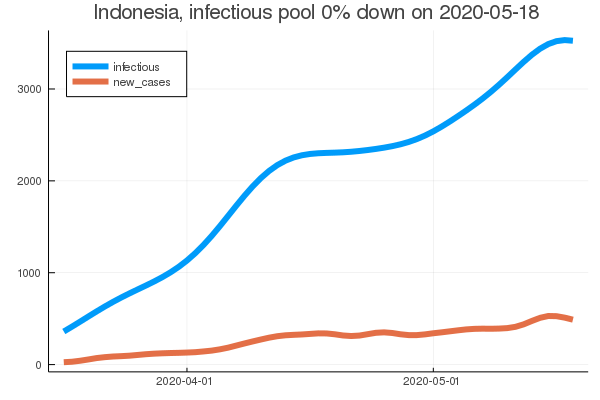 Indonesia, infectious pool 0% down on 2020-05-18
infectious
new_cases
3000
2000
1000
0
2020-04-01
2020-05-01